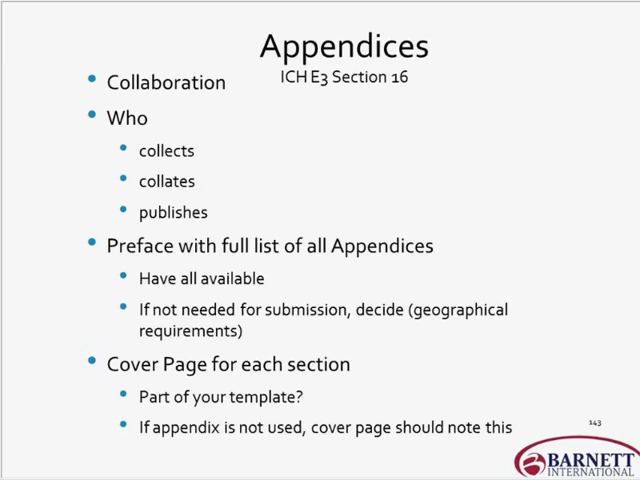 Appendices
ICH E3 Section 16
Collaboration
Who
collects
collates
publishes
Preface with full list of all Appendices
Have all available
If not needed for submission, decide (geographical
requirements)
Cover Page for each section
Part of your template?
If appendix is not used, cover page should note this
143
BARNETT
INTERNATIONAL